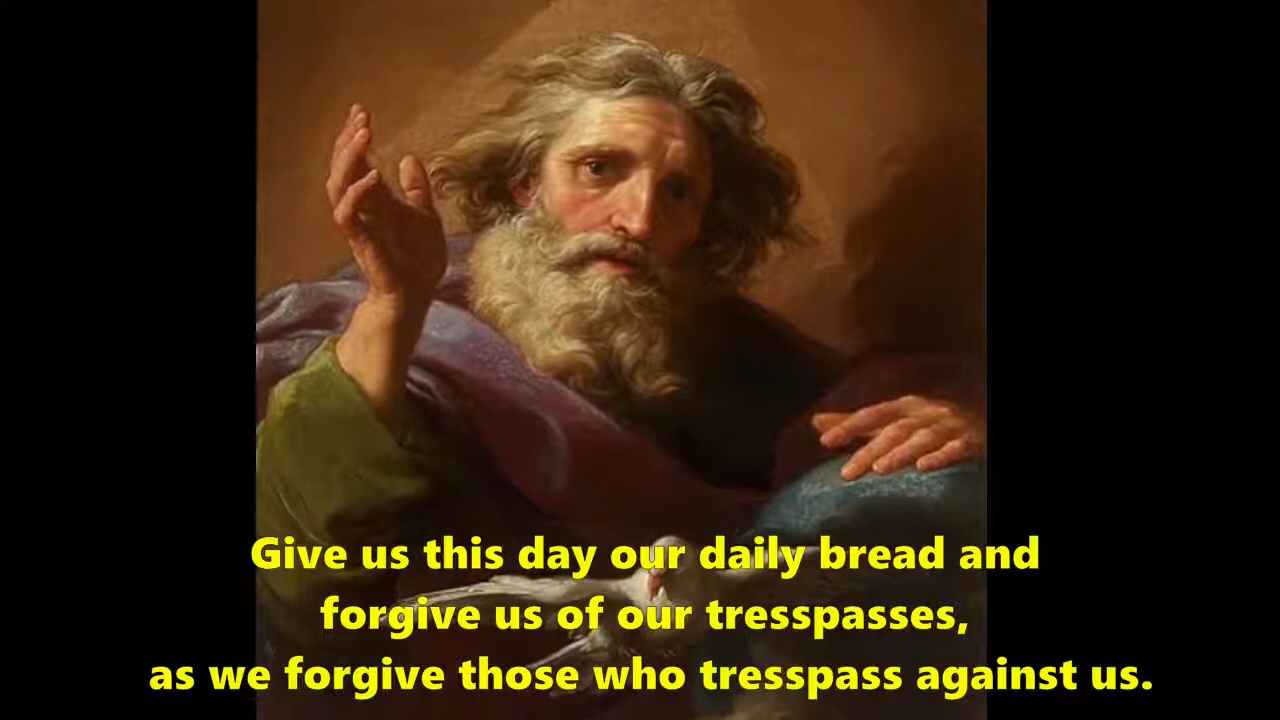 Give us this day our daily bread and
forgive us of our tresspasses,
as we forgive those who tresspass against us.